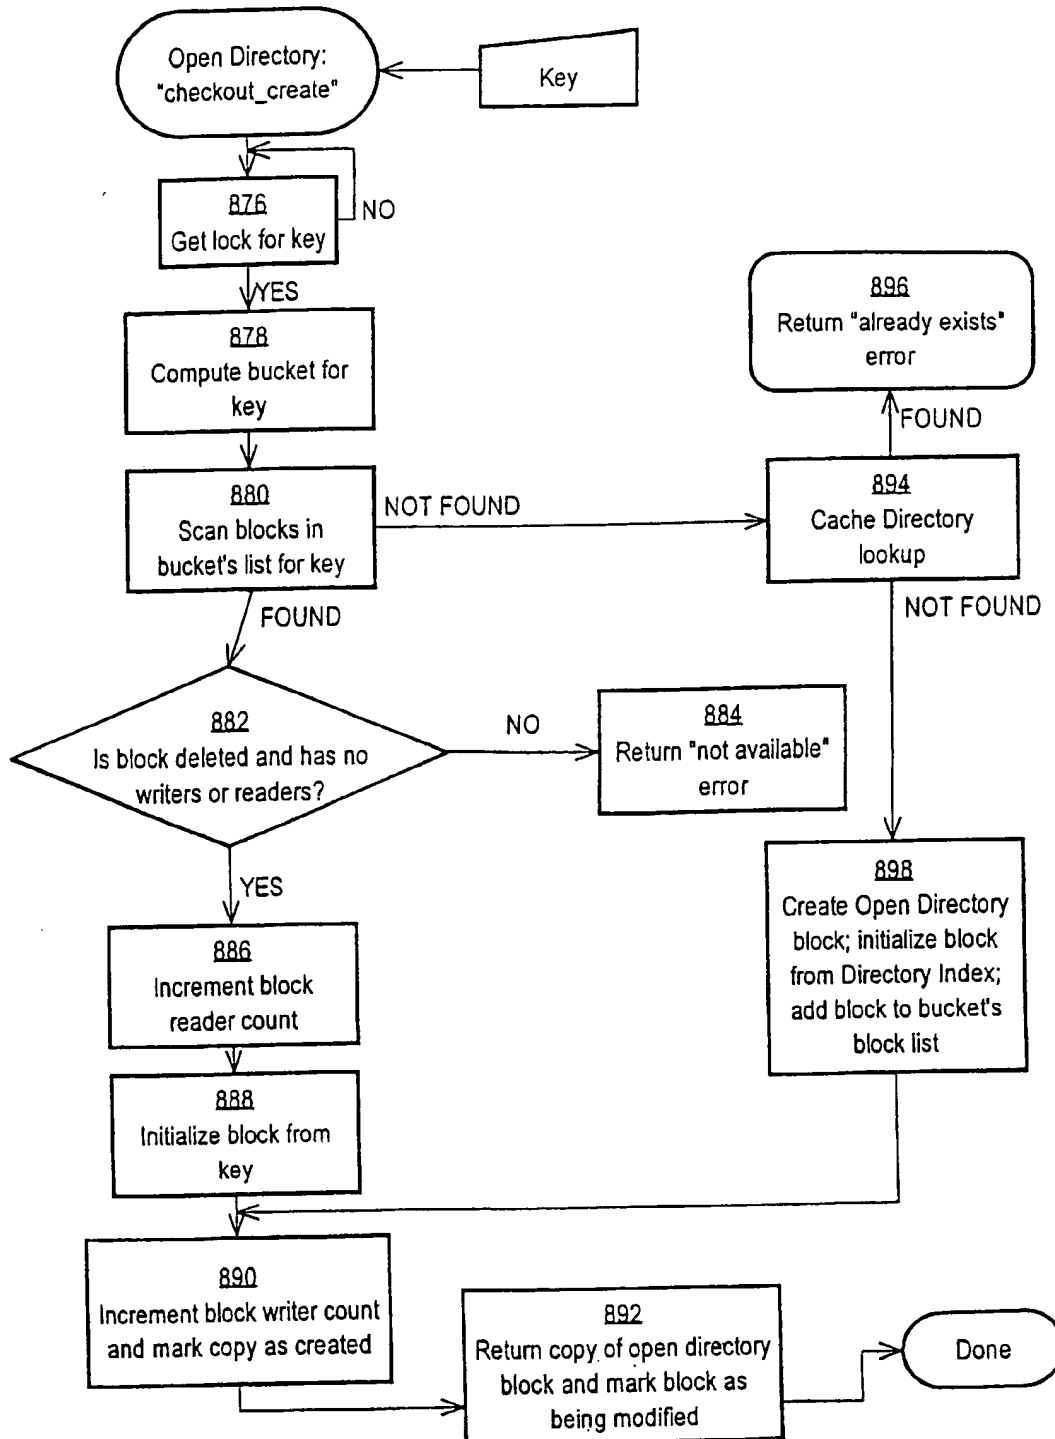 Open Directory:
"checkout_create"
Key
876
Get lock for key
NO
YES
878
Compute bucket for
key
880
Scan blocks in
bucket's list for key
NOT FOUND
FOUND
896
Return "already exists"
error
FOUND
894
Cache Directory
lookup
NOT FOUND
882
Is block deleted and has no
writers or readers?
NO
884
Return "not available"
error
YES
886
Increment block
reader count
888
Initialize block from
key
898
Create Open Directory
block; initialize block
from Directory Index;
add block to bucket's
block list
890
Increment block writer count
and mark copy as created
892
Return copy of open directory
block and mark block as
being modified
Done